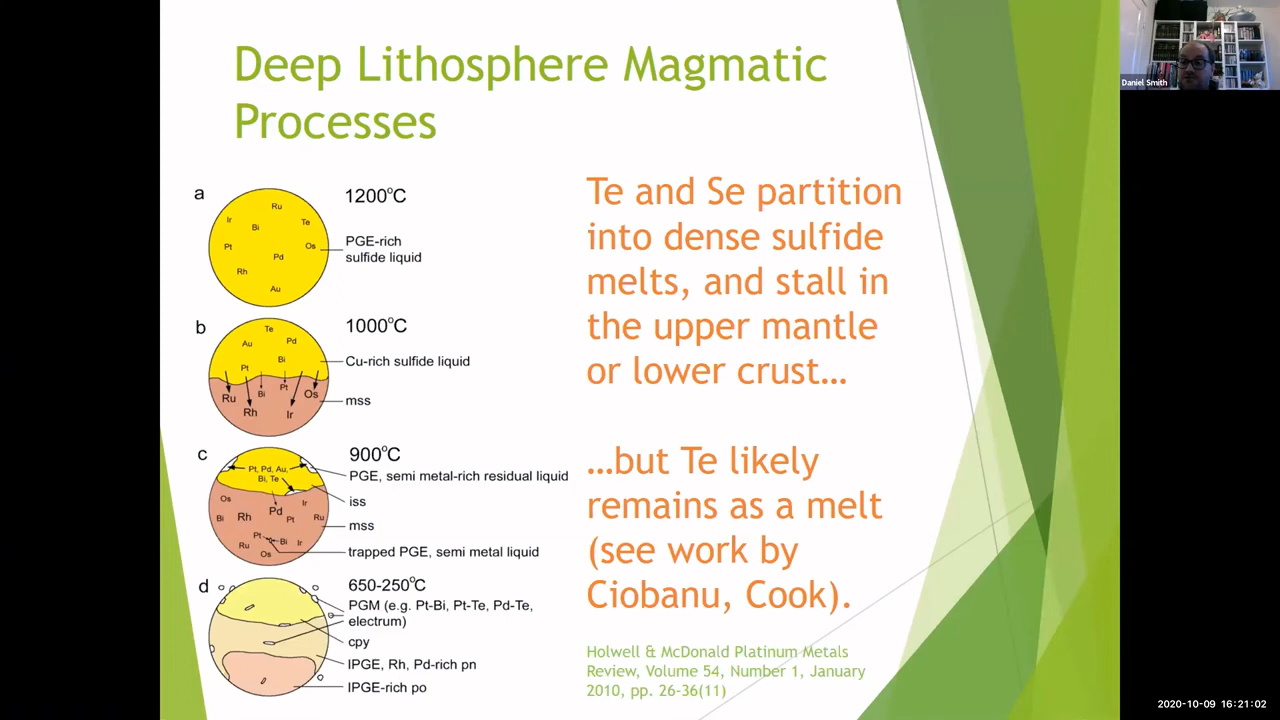 Deep Lithosphere Magmatic
Processes
a
1200°C
Ru
Ir
Te
Bi
Pt
Os
Pd
Rh
Au
PGE-rich
sulfide liquid
b
1000°C
Te
Au
Pd
Bi
Pt
Cu-rich sulfide liquid
Bi
Pt
Ru
Os
Rh
Ir
mss
c
900°C
Pt, Pd, Au,
Bi, Te
PGE, semi metal-rich residual liquid
iss
Os
Ir
Pd
Bi
Rh
Pt
Ru
mss
Pt
Bi
Ir
Ru
Os
trapped PGE, semi metal liquid
d
650-250°C
PGM (e.g. Pt-Bi, Pt-Te, Pd-Te,
electrum)
cpy
IPGE, Rh, Pd-rich pn
IPGE-rich po
Te and Se partition
into dense sulfide
melts, and stall in
the upper mantle
or lower crust…
…but Te likely
remains as a melt
(see work by
Ciobanu, Cook).
Holwell & McDonald Platinum Metals
Review, Volume 54, Number 1, January
2010, pp. 26-36(11)
Daniel Smith
2020-10-09 16:21:02